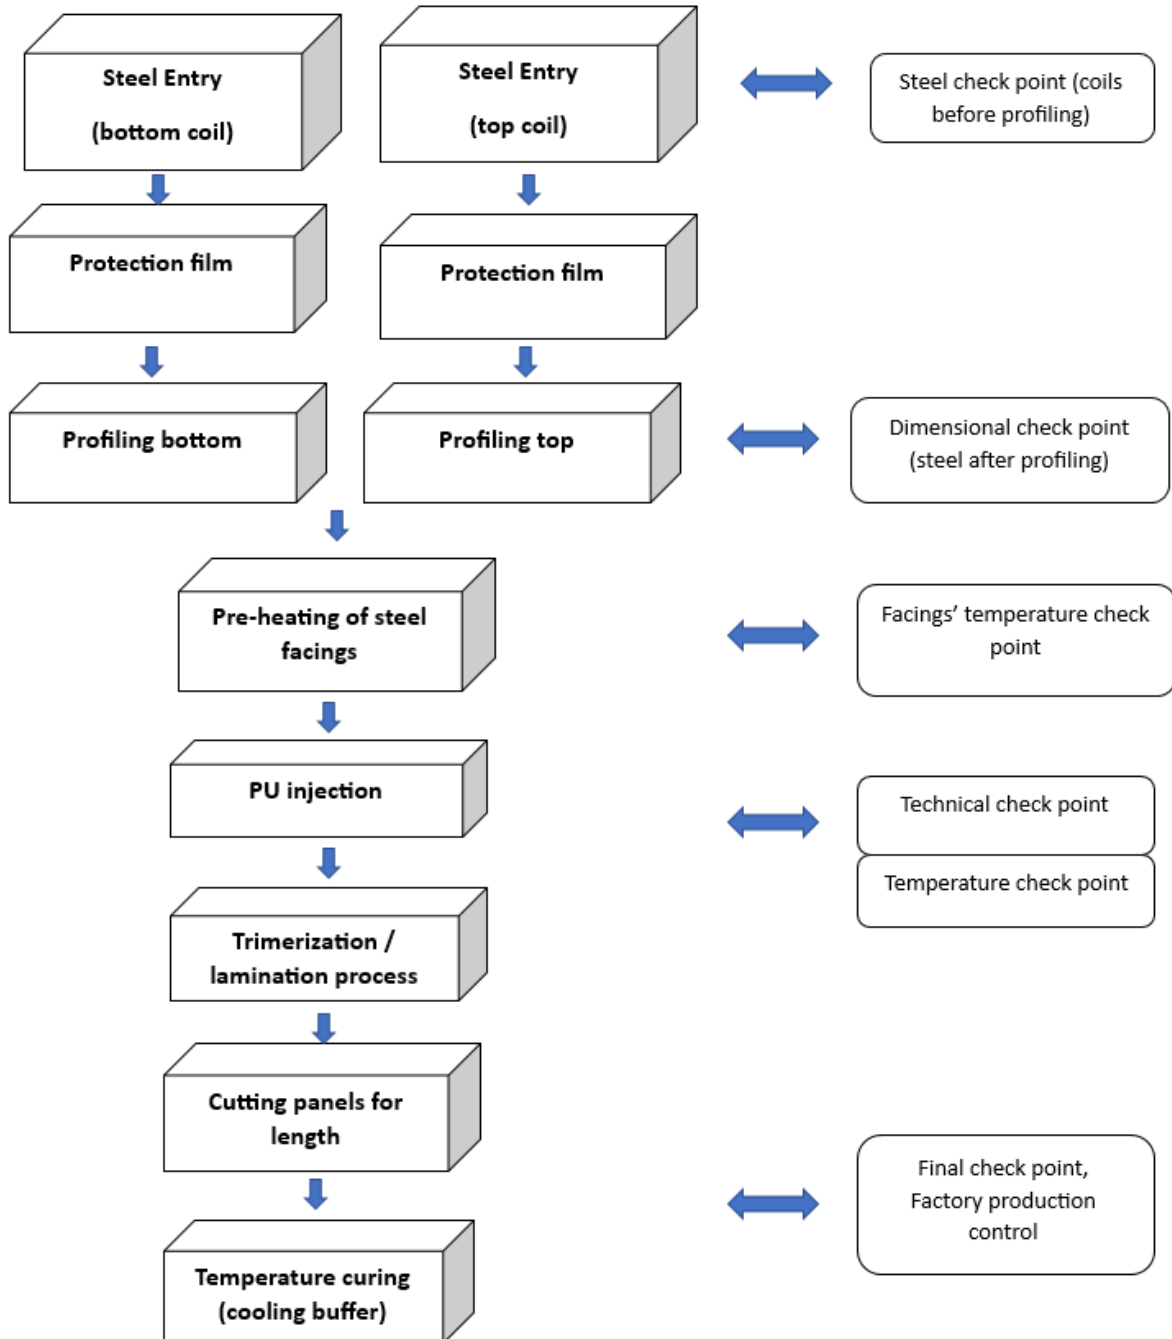 Steel Entry
(bottom coil)
Steel Entry
(top coil)
Steel check point (coils
before profiling)
Protection film
Protection film
Profiling bottom
Profiling top
Dimensional check point
(steel after profiling)
Pre-heating of steel
facings
Facings’ temperature check
point
PU injection
Technical check point
Temperature check point
Trimerization /
lamination process
Cutting panels for
length
Final check point,
Factory production
control
Temperature curing
(cooling buffer)